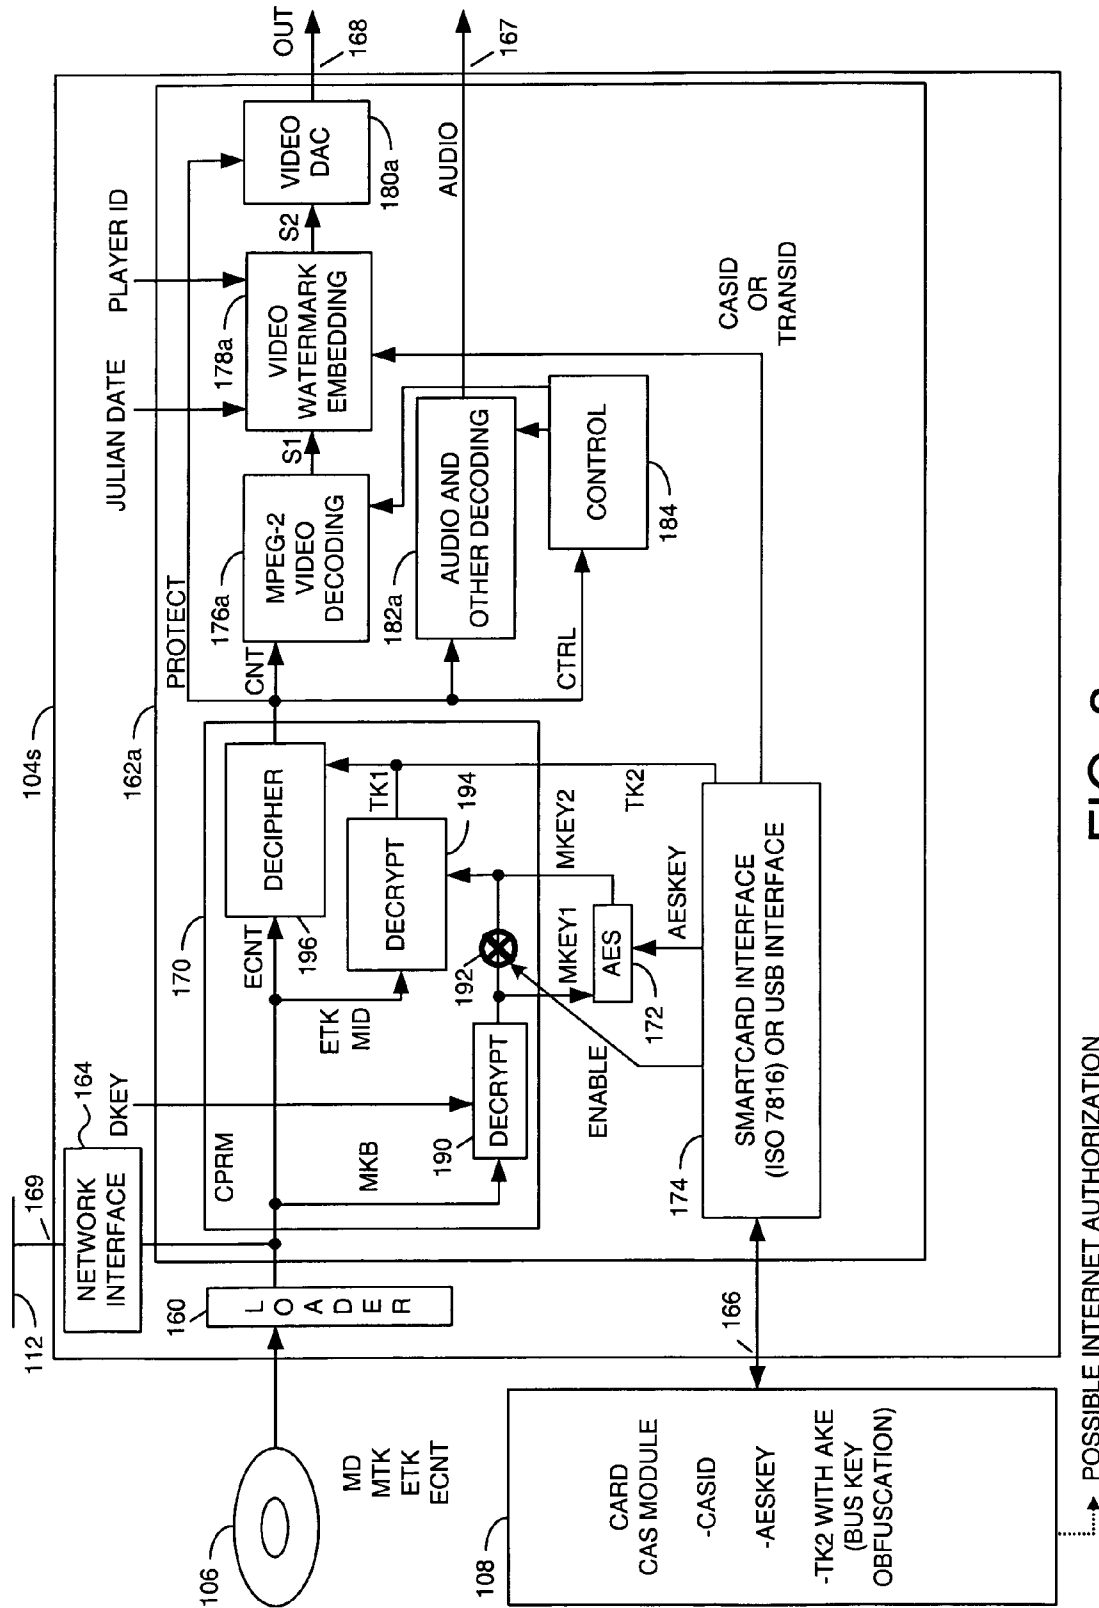 112
169
NETWORK
INTERFACE
164
DKEY
104s
162a
PROTECT
JULIAN DATE
PLAYER ID
OUT
168
167
106
MD
MTK
ETK
ECNT
160
LOADER
CPRM
170
MKB
ETK
MID
ECNT
DECIPHER
196
DECRYPT
194
TK1
190
DECRYPT
192
MKEY1
MKEY2
AES
172
AESKEY
ENABLE
TK2
CNT
176a
MPEG-2
VIDEO
DECODING
S1
178a
VIDEO
WATERMARK
EMBEDDING
S2
VIDEO
DAC
180a
182a
AUDIO AND
OTHER DECODING
AUDIO
CTRL
CONTROL
184
CASID
OR
TRANSID
174
SMARTCARD INTERFACE
(ISO 7816) OR USB INTERFACE
166
108
CARD
CAS MODULE
-CASID
-AESKEY
-TK2 WITH AKE
(BUS KEY
OBFUSCATION)
POSSIBLE INTERNET AUTHORIZATION
FIG.